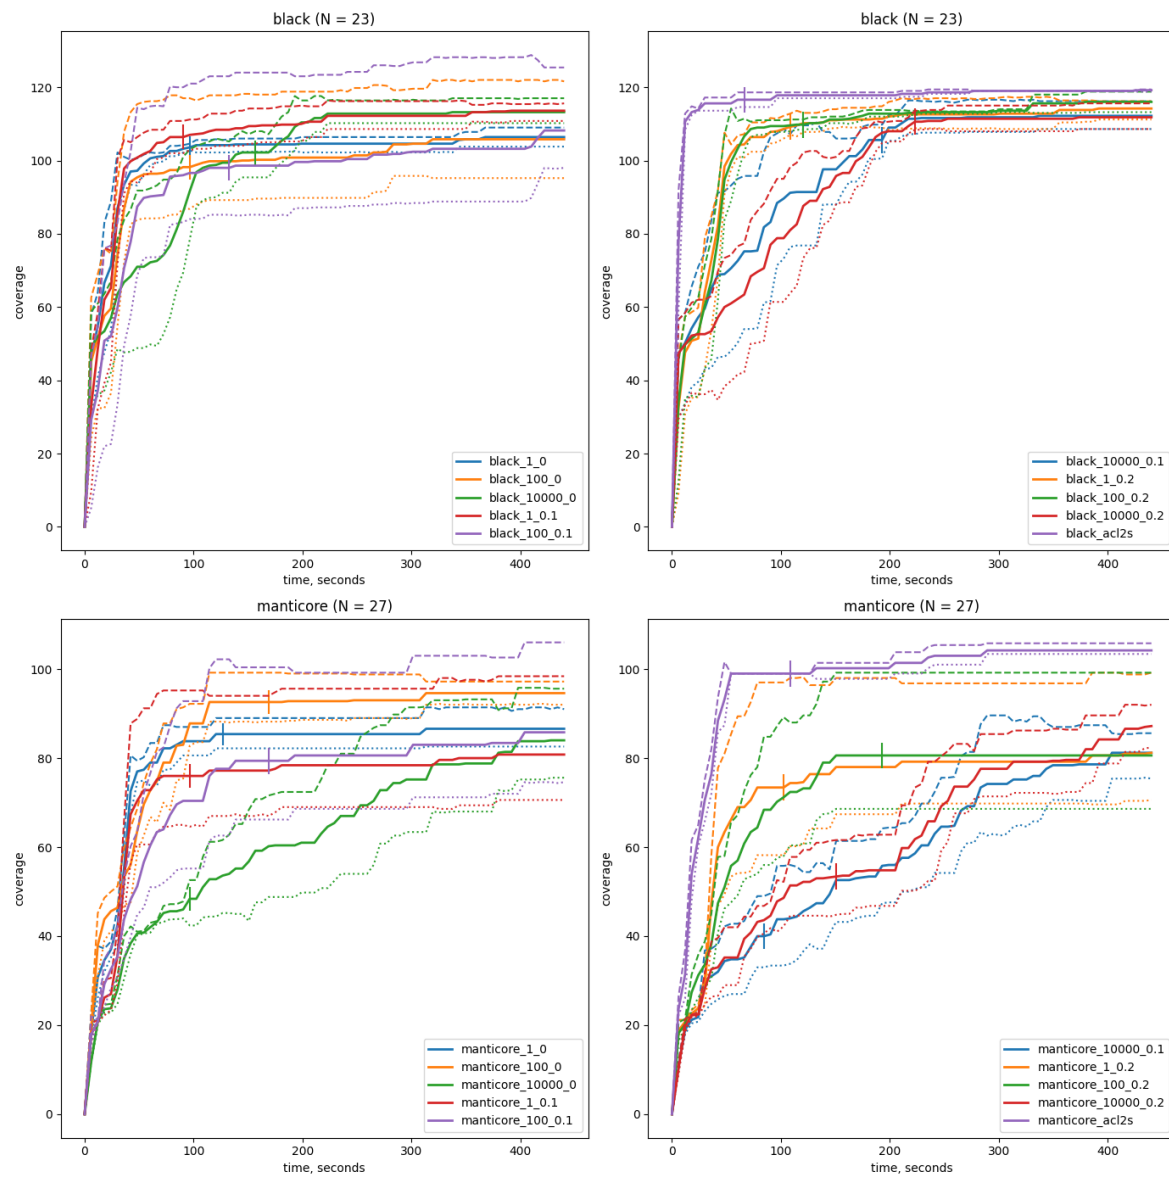 black (N = 23)
coverage
120
100
80
60
40
20
0
black_1_0
black_100_0
black_10000_0
black_1_0.1
black_100_0.1
0 100 200 300 400
time, seconds
black (N = 23)
coverage
120
100
80
60
40
20
0
black_10000_0.1
black_1_0.2
black_100_0.2
black_10000_0.2
black_acl2s
0 100 200 300 400
time, seconds
manticore (N = 27)
coverage
100
80
60
40
20
0
manticore_1_0
manticore_100_0
manticore_10000_0
manticore_1_0.1
manticore_100_0.1
0 100 200 300 400
time, seconds
manticore (N = 27)
coverage
100
80
60
40
20
0
manticore_10000_0.1
manticore_1_0.2
manticore_100_0.2
manticore_10000_0.2
manticore_acl2s
0 100 200 300 400
time, seconds